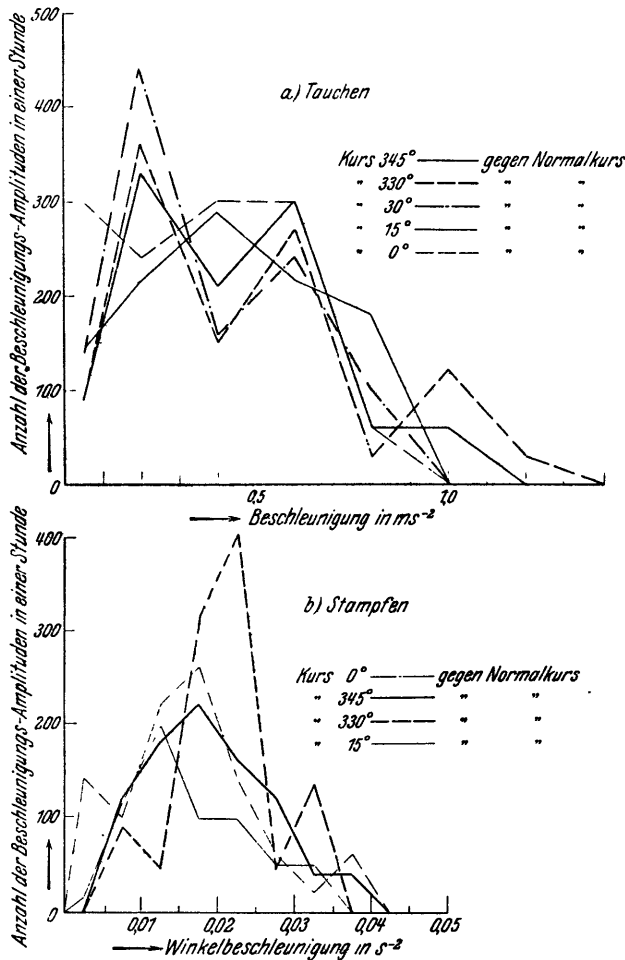 Anzahl der Beschleunigungs-Amplituden in einer Stunde
500
400
300
200
100
0
a) Tauchen
Kurs 345° gegen Normalkurs
" 330° " "
" 30° " "
" 15° " "
" 0° " "
0,5
1,0
Beschleunigung in ms⁻²
Anzahl der Beschleunigungs-Amplituden in einer Stunde
400
300
200
100
0
b) Stampfen
Kurs 0° gegen Normalkurs
" 345° " "
" 330° " "
" 15° " "
0,01
0,02
0,03
0,04
0,05
Winkelbeschleunigung in s⁻²